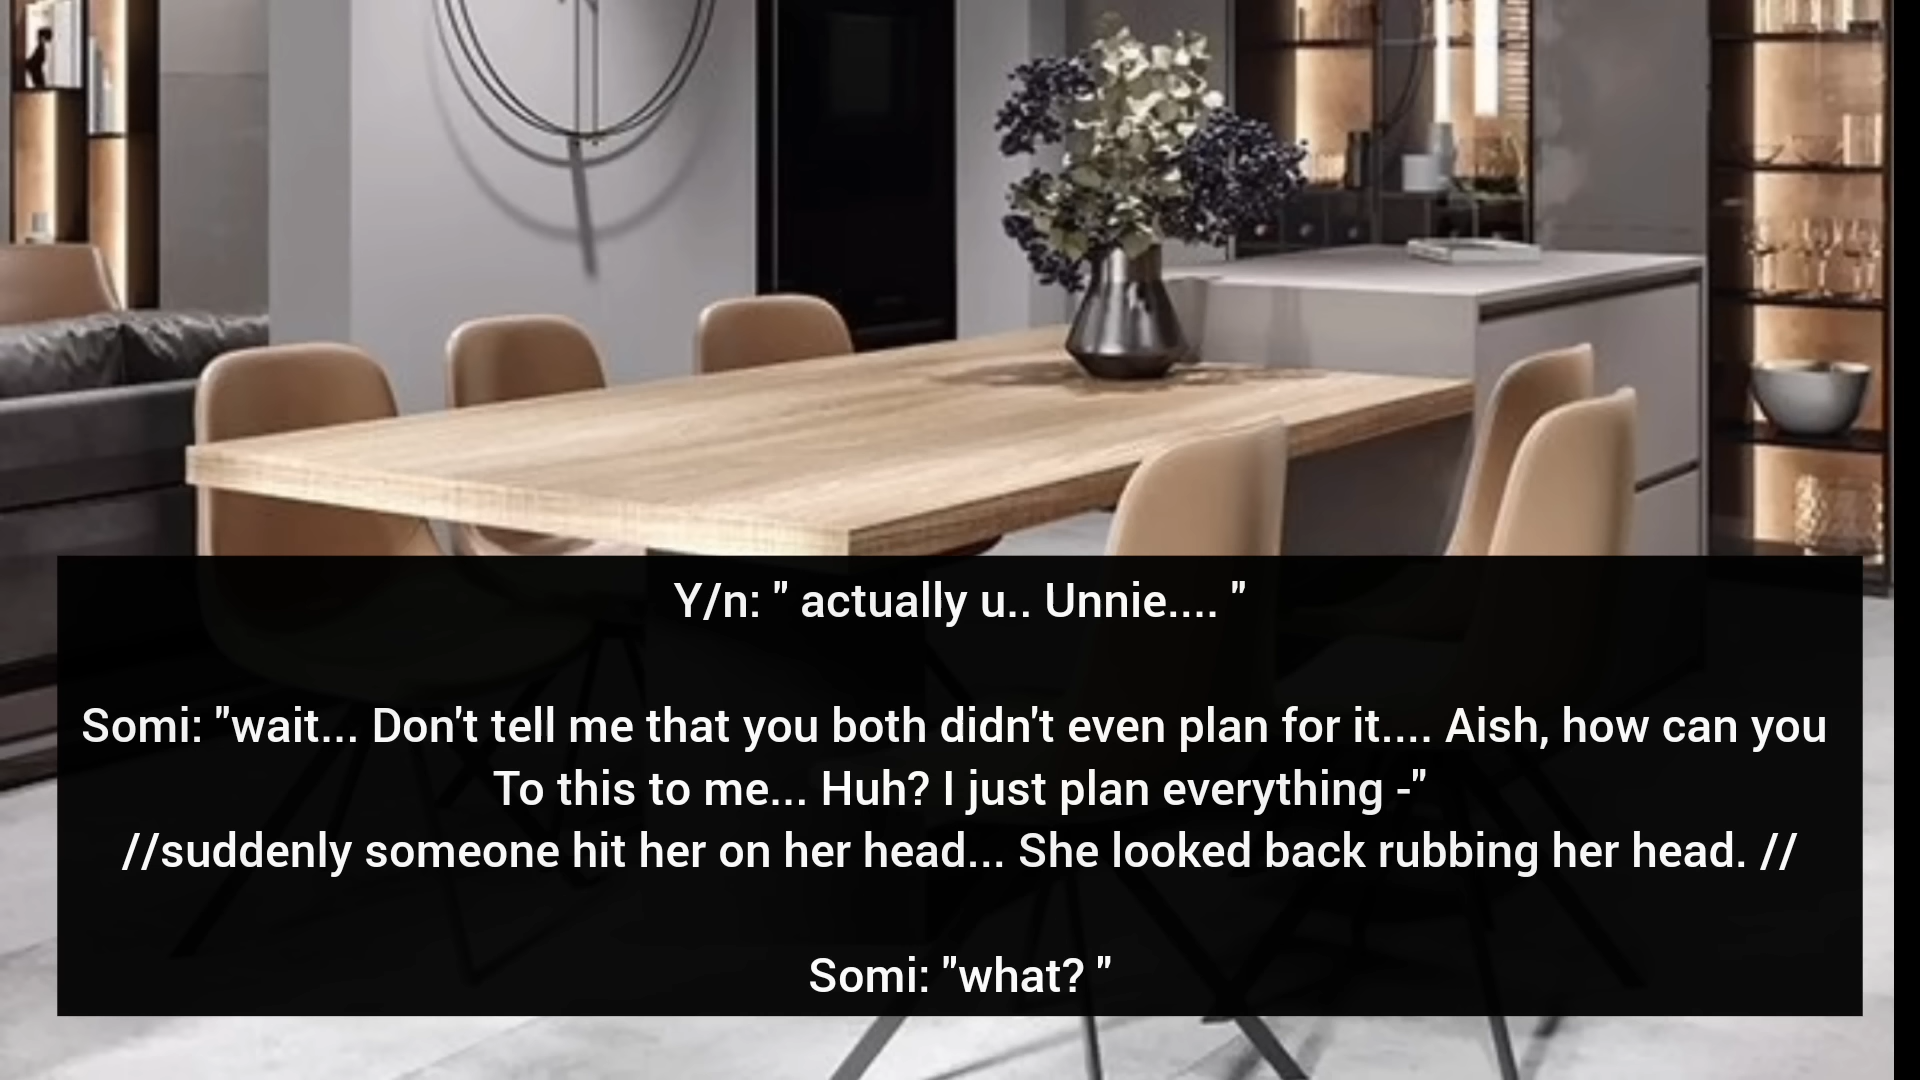 Y/n: " actually u.. Unnie.... "
Somi: "wait... Don't tell me that you both didn't even plan for it.... Aish, how can you
To this to me... Huh? I just plan everything -"
//suddenly someone hit her on her head... She looked back rubbing her head. //
Somi: "what? "